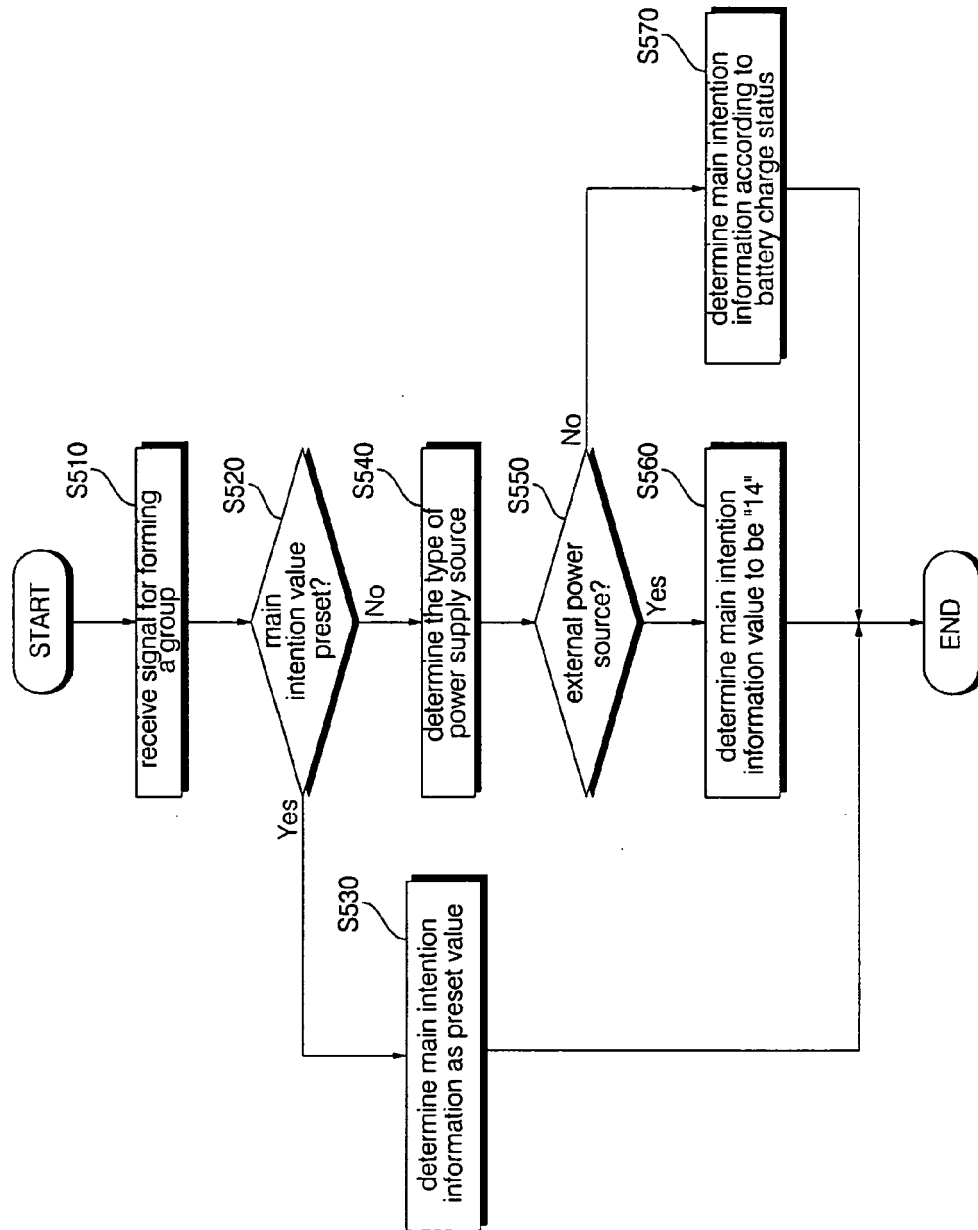 START
S510
receive signal for forming
a group
S520
main
intention value
preset?
Yes
No
S530
determine main intention
information as preset value
S540
determine the type of
power supply source
S550
external power
source?
No
Yes
S560
determine main intention
information value to be "14"
S570
determine main intention
information according to
battery charge status
END